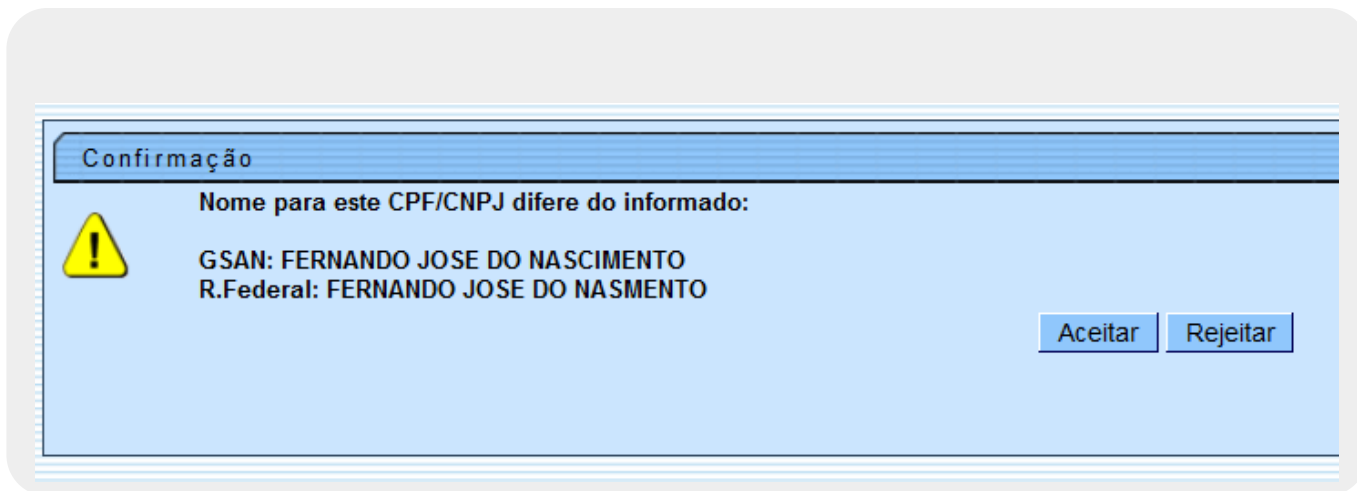 Confirmação
Nome para este CPF/CNPJ difere do informado:
GSAN: FERNANDO JOSE DO NASCIMENTO
R.Federal: FERNANDO JOSE DO NASMENTO
Aceitar Rejeitar